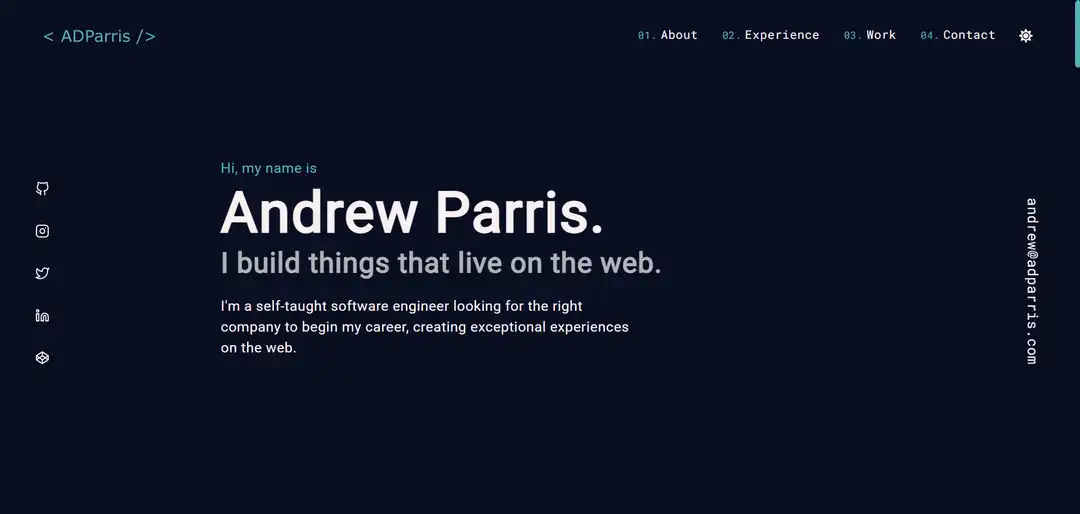 < ADParris />
01. About 02. Experience 03. Work 04. Contact
Hi, my name is
Andrew Parris.
I build things that live on the web.
I'm a self-taught software engineer looking for the right
company to begin my career, creating exceptional experiences
on the web.
andrew@adparris.com